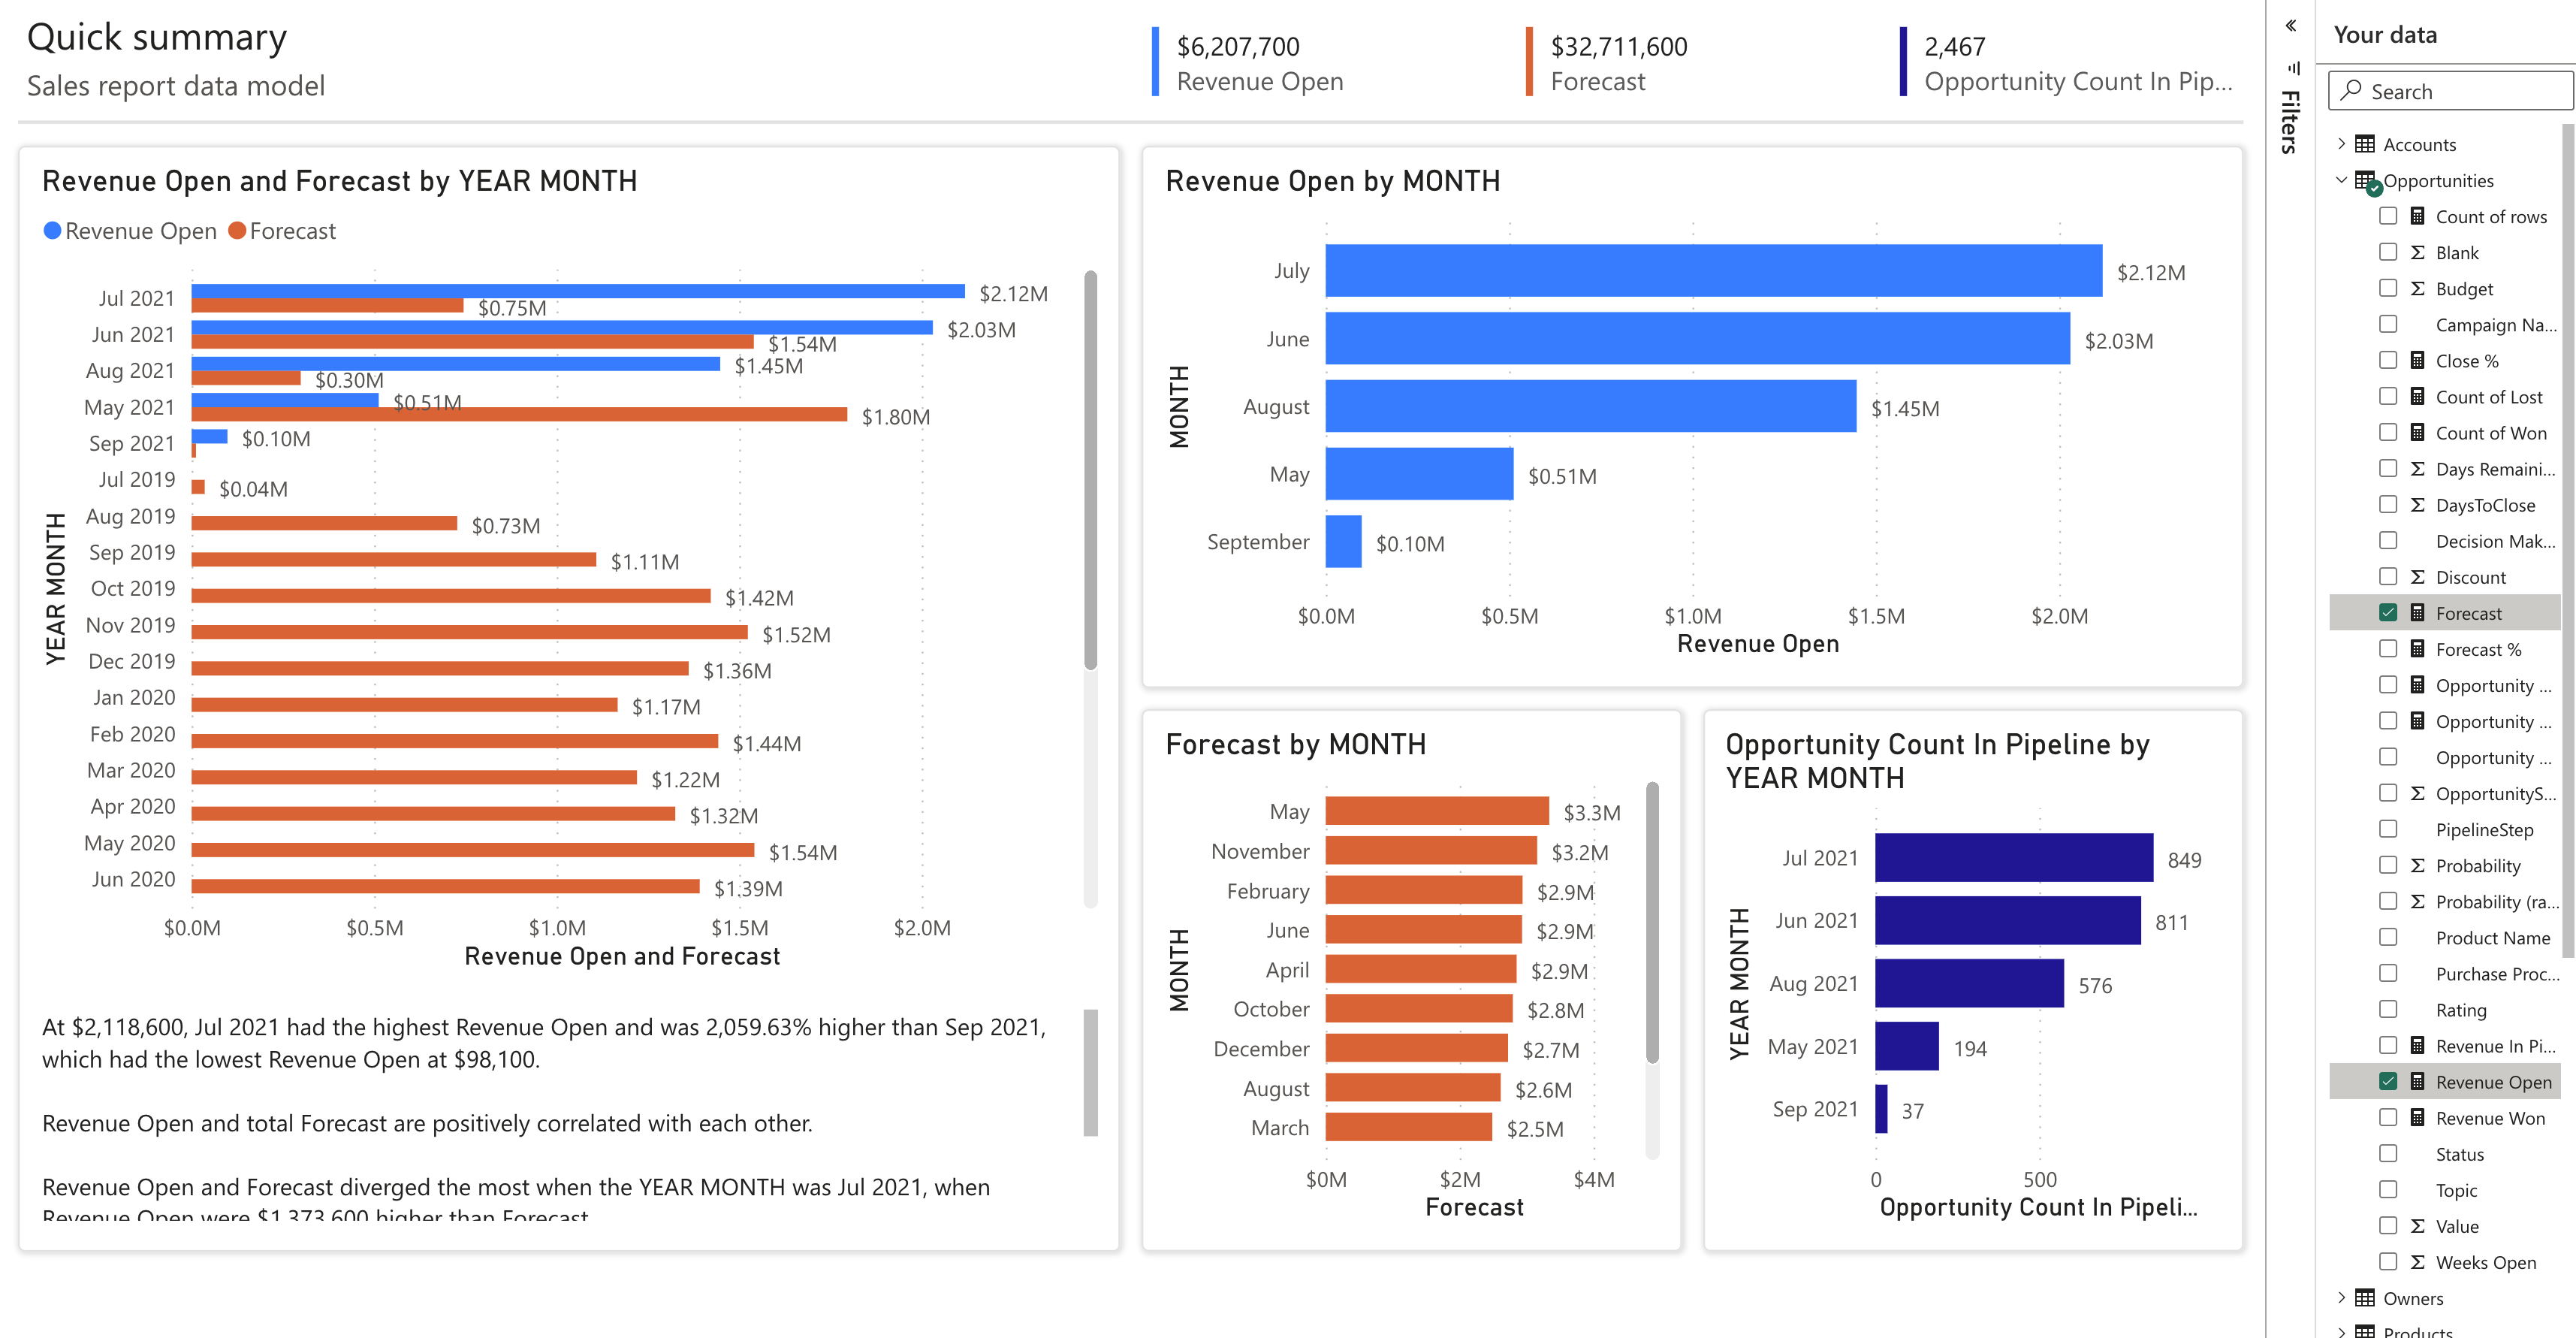 Quick summary
Sales report data model
$6,207,700
Revenue Open
$32,711,600
Forecast
2,467
Opportunity Count In Pip...
Revenue Open and Forecast by YEAR MONTH
Revenue Open Forecast
YEAR MONTH
Jul 2021 $2.12M
$0.75M
Jun 2021 $2.03M
$1.54M
Aug 2021 $1.45M
$0.30M
May 2021 $0.51M
$1.80M
Sep 2021 $0.10M
Jul 2019 $0.04M
Aug 2019 $0.73M
Sep 2019 $1.11M
Oct 2019 $1.42M
Nov 2019 $1.52M
Dec 2019 $1.36M
Jan 2020 $1.17M
Feb 2020 $1.44M
Mar 2020 $1.22M
Apr 2020 $1.32M
May 2020 $1.54M
Jun 2020 $1.39M
$0.0M $0.5M $1.0M $1.5M $2.0M
Revenue Open and Forecast
At $2,118,600, Jul 2021 had the highest Revenue Open and was 2,059.63% higher than Sep 2021,
which had the lowest Revenue Open at $98,100.
Revenue Open and total Forecast are positively correlated with each other.
Revenue Open and Forecast diverged the most when the YEAR MONTH was Jul 2021, when
Revenue Open were $1,373,600 higher than Forecast
Revenue Open by MONTH
MONTH
July $2.12M
June $2.03M
August $1.45M
May $0.51M
September $0.10M
$0.0M $0.5M $1.0M $1.5M $2.0M
Revenue Open
Forecast by MONTH
MONTH
May $3.3M
November $3.2M
February $2.9M
June $2.9M
April $2.9M
October $2.8M
December $2.7M
August $2.6M
March $2.5M
$0M $2M $4M
Forecast
Opportunity Count In Pipeline by
YEAR MONTH
YEAR MONTH
Jul 2021 849
Jun 2021 811
Aug 2021 576
May 2021 194
Sep 2021 37
0 500
Opportunity Count In Pipeli...
Filters
Your data
Search
Accounts
Opportunities
Count of rows
Blank
Budget
Campaign Na...
Close %
Count of Lost
Count of Won
Days Remaini...
DaysToClose
Decision Mak...
Discount
Forecast
Forecast %
Opportunity ...
Opportunity ...
Opportunity ...
OpportunityS...
PipelineStep
Probability
Probability (ra...
Product Name
Purchase Proc...
Rating
Revenue In Pi...
Revenue Open
Revenue Won
Status
Topic
Value
Weeks Open
Owners
Products